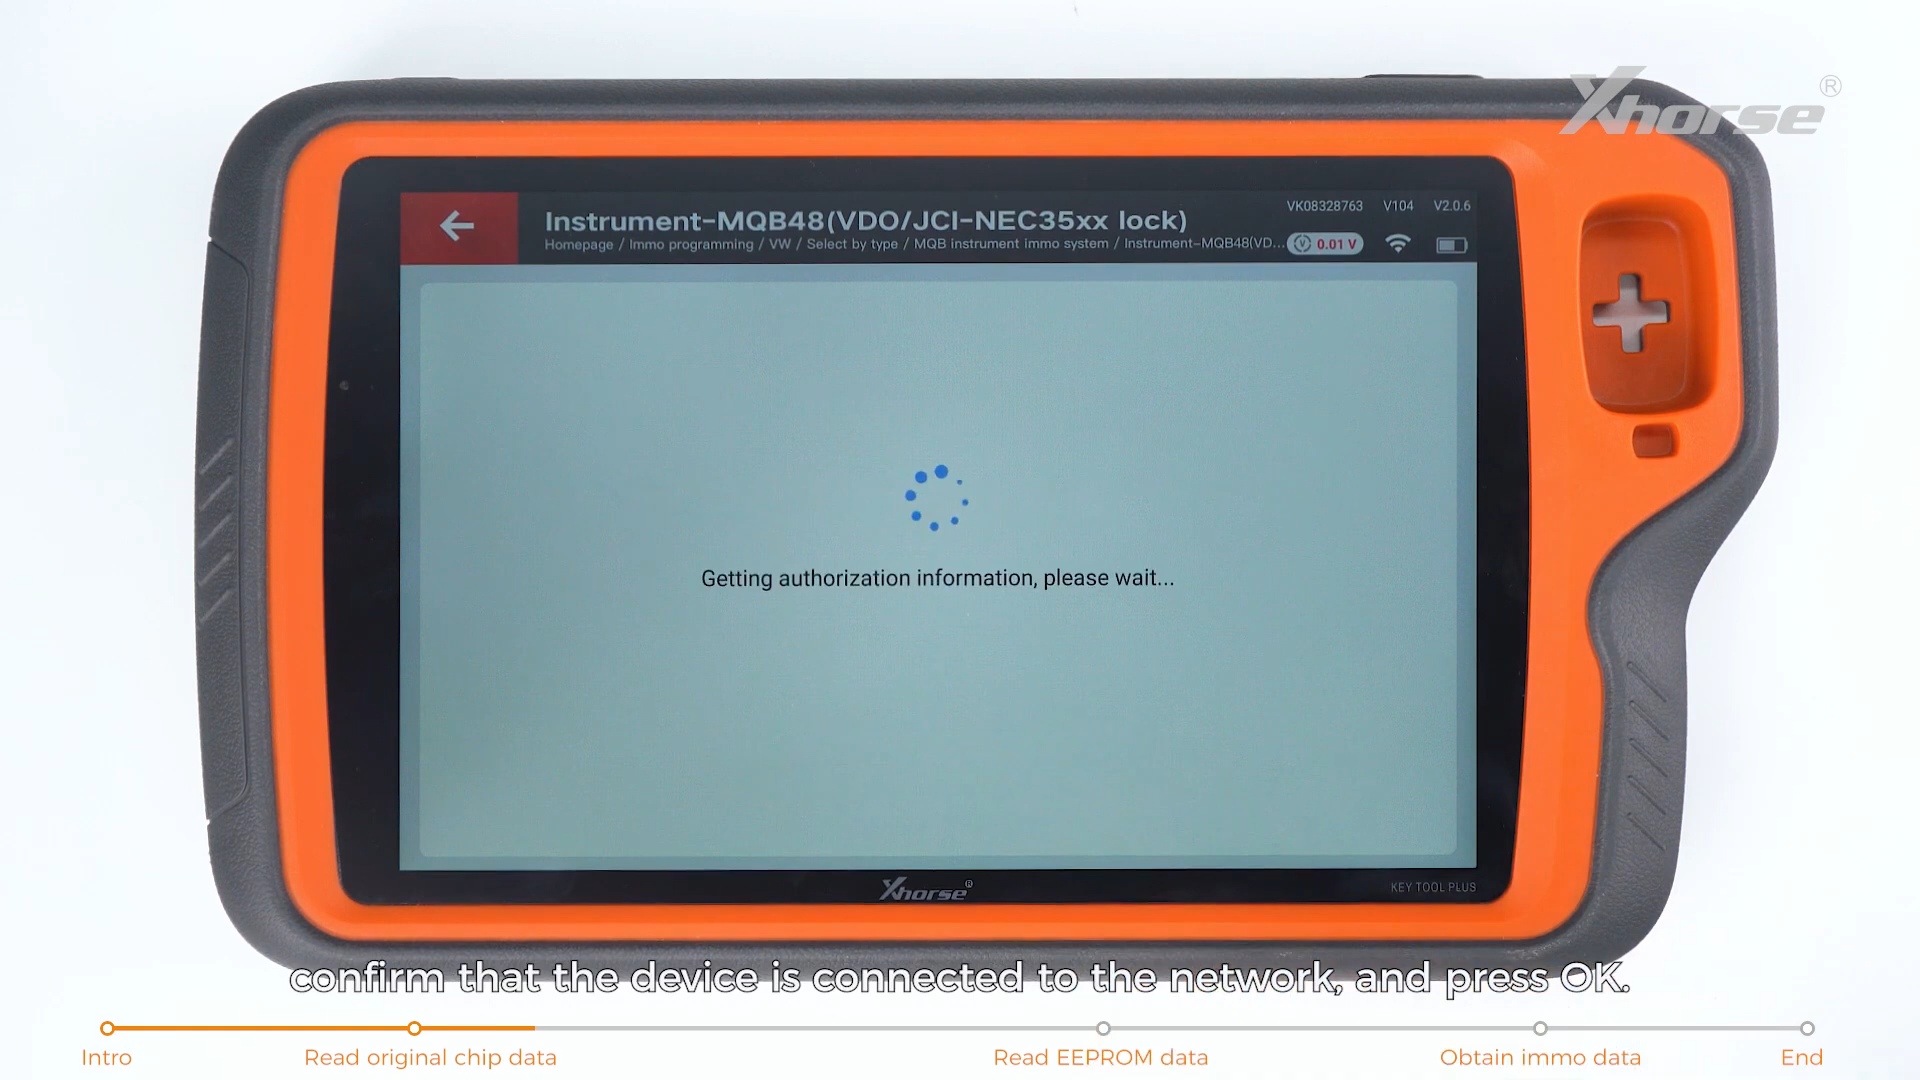 Xhorse®
VK08328763 V104 V2.0.6
Instrument-MQB48(VDO/JCI-NEC35xx lock)
Homepage / Immo programming / VW / Select by type / MQB instrument immo system / Instrument-MQB48(VD...
0.01 V
Getting authorization information, please wait...
Xhorse®
KEY TOOL PLUS
confirm that the device is connected to the network, and press OK.
Intro
Read original chip data
Read EEPROM data
Obtain immo data
End